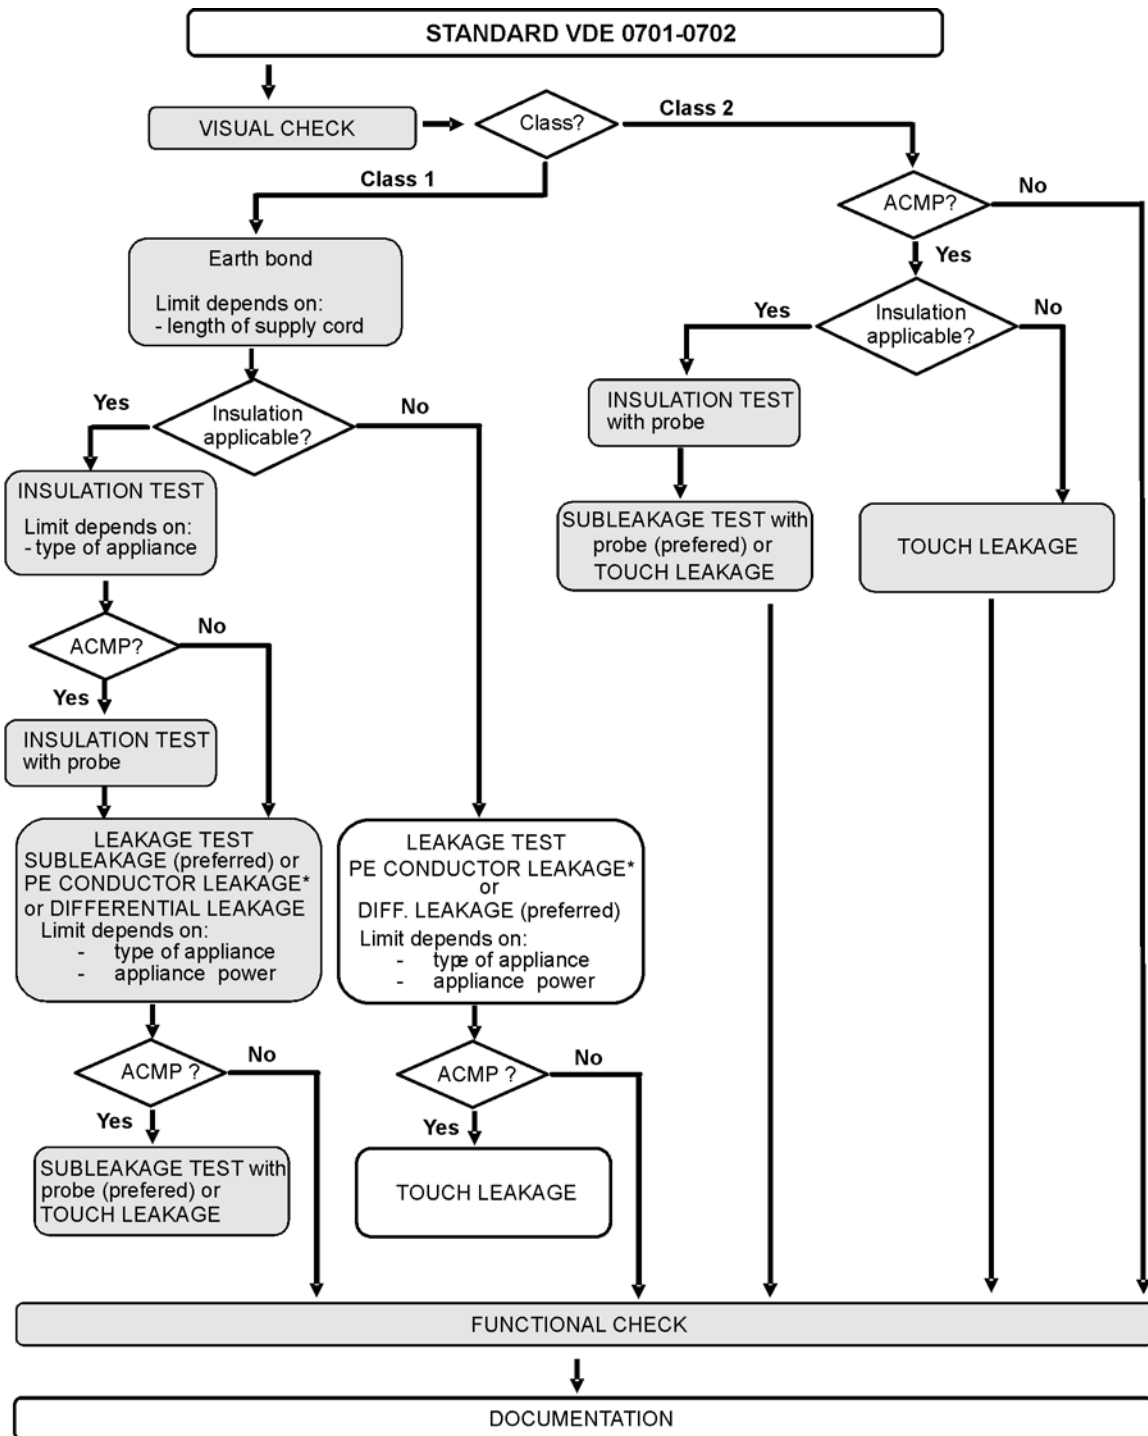 STANDARD VDE 0701-0702
VISUAL CHECK
Class?
Class 2
Class 1
ACMP?
No
Yes
Earth bond
Limit depends on:
- length of supply cord
Insulation
applicable?
Yes
No
INSULATION TEST
with probe
SUBLEAKAGE TEST with
probe (prefered) or
TOUCH LEAKAGE
TOUCH LEAKAGE
Insulation
applicable?
Yes
No
INSULATION TEST
Limit depends on:
- type of appliance
ACMP?
No
Yes
INSULATION TEST
with probe
LEAKAGE TEST
SUBLEAKAGE (preferred) or
PE CONDUCTOR LEAKAGE*
or DIFFERENTIAL LEAKAGE
Limit depends on:
- type of appliance
- appliance power
LEAKAGE TEST
PE CONDUCTOR LEAKAGE*
or
DIFF. LEAKAGE (preferred)
Limit depends on:
- type of appliance
- appliance power
ACMP ?
No
Yes
SUBLEAKAGE TEST with
probe (prefered) or
TOUCH LEAKAGE
ACMP ?
No
Yes
TOUCH LEAKAGE
FUNCTIONAL CHECK
DOCUMENTATION